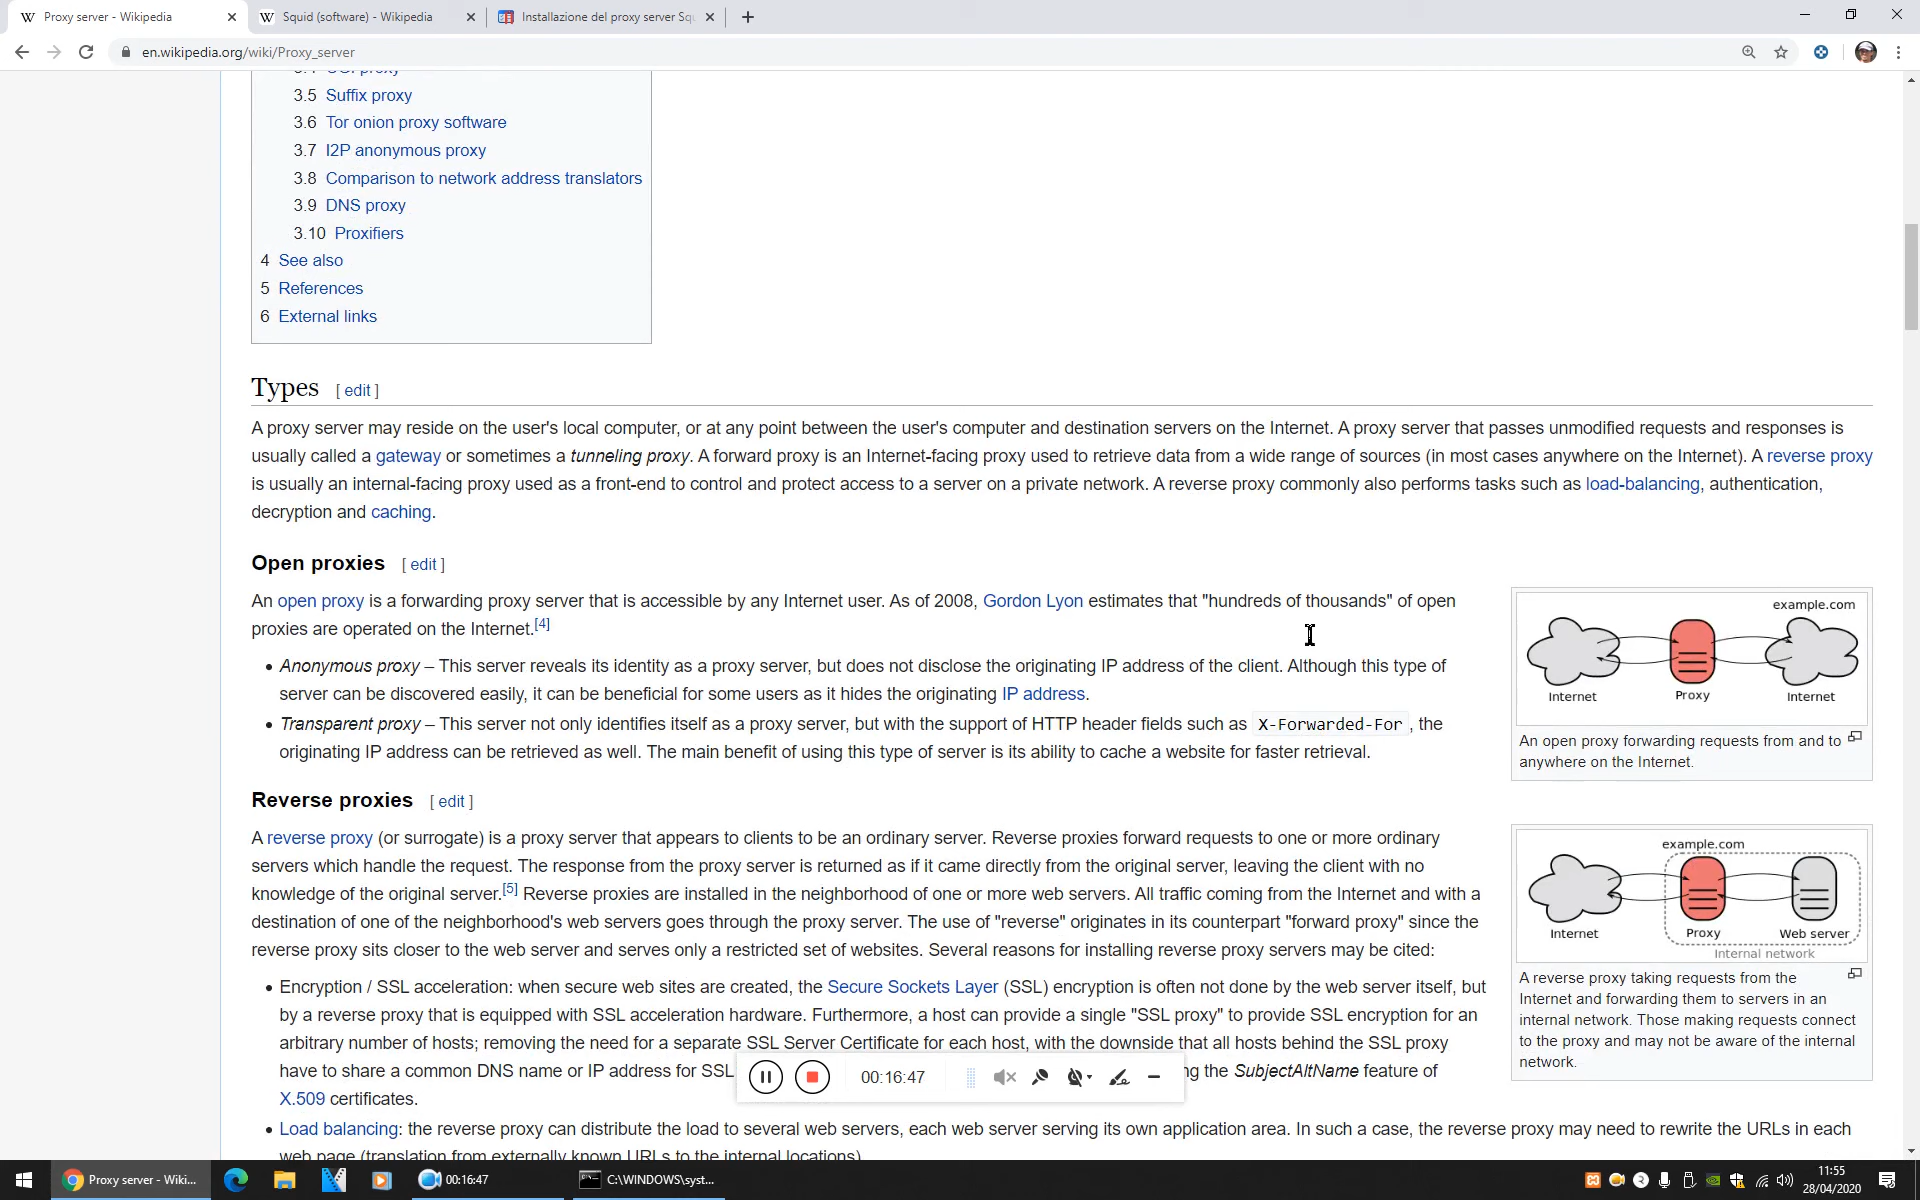 Proxy server - Wikipedia
Squid (software) - Wikipedia
Installazione del proxy server Sq
en.wikipedia.org/wiki/Proxy_server
3.5 Suffix proxy
3.6 Tor onion proxy software
3.7 I2P anonymous proxy
3.8 Comparison to network address translators
3.9 DNS proxy
3.10 Proxifiers
4 See also
5 References
6 External links
Types [ edit ]
A proxy server may reside on the user's local computer, or at any point between the user's computer and destination servers on the Internet. A proxy server that passes unmodified requests and responses is
usually called a gateway or sometimes a tunneling proxy. A forward proxy is an Internet-facing proxy used to retrieve data from a wide range of sources (in most cases anywhere on the Internet). A reverse proxy
is usually an internal-facing proxy used as a front-end to control and protect access to a server on a private network. A reverse proxy commonly also performs tasks such as load-balancing, authentication,
decryption and caching.
Open proxies [ edit ]
An open proxy is a forwarding proxy server that is accessible by any Internet user. As of 2008, Gordon Lyon estimates that "hundreds of thousands" of open
proxies are operated on the Internet.[4]
• Anonymous proxy – This server reveals its identity as a proxy server, but does not disclose the originating IP address of the client. Although this type of
server can be discovered easily, it can be beneficial for some users as it hides the originating IP address.
• Transparent proxy – This server not only identifies itself as a proxy server, but with the support of HTTP header fields such as X-Forwarded-For, the
originating IP address can be retrieved as well. The main benefit of using this type of server is its ability to cache a website for faster retrieval.
example.com
Internet Proxy Internet
An open proxy forwarding requests from and to
anywhere on the Internet.
Reverse proxies [ edit ]
A reverse proxy (or surrogate) is a proxy server that appears to clients to be an ordinary server. Reverse proxies forward requests to one or more ordinary
servers which handle the request. The response from the proxy server is returned as if it came directly from the original server, leaving the client with no
knowledge of the original server.[5] Reverse proxies are installed in the neighborhood of one or more web servers. All traffic coming from the Internet and with a
destination of one of the neighborhood's web servers goes through the proxy server. The use of "reverse" originates in its counterpart "forward proxy" since the
reverse proxy sits closer to the web server and serves only a restricted set of websites. Several reasons for installing reverse proxy servers may be cited:
example.com
Internet Proxy Web server
Internal network
A reverse proxy taking requests from the
Internet and forwarding them to servers in an
internal network. Those making requests connect
to the proxy and may not be aware of the internal
network.
• Encryption / SSL acceleration: when secure web sites are created, the Secure Sockets Layer (SSL) encryption is often not done by the web server itself, but
by a reverse proxy that is equipped with SSL acceleration hardware. Furthermore, a host can provide a single "SSL proxy" to provide SSL encryption for an
arbitrary number of hosts; removing the need for a separate SSL Server Certificate for each host, with the downside that all hosts behind the SSL proxy
have to share a common DNS name or IP address for SSL
the SubjectAltName feature of
X.509 certificates.
00:16:47
• Load balancing: the reverse proxy can distribute the load to several web servers, each web server serving its own application area. In such a case, the reverse proxy may need to rewrite the URLs in each
web page (translation from externally known URLs to the internal locations)
Proxy server - Wiki...
00:16:47
C:\WINDOWS\syst...
11:55
28/04/2020